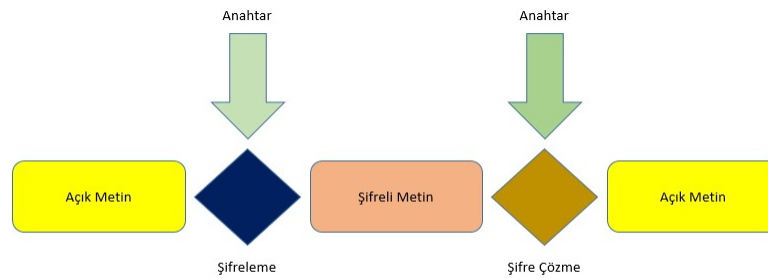 Anahtar
Anahtar
Açık Metin
Şifreli Metin
Açık Metin
Şifreleme
Şifre Çözme